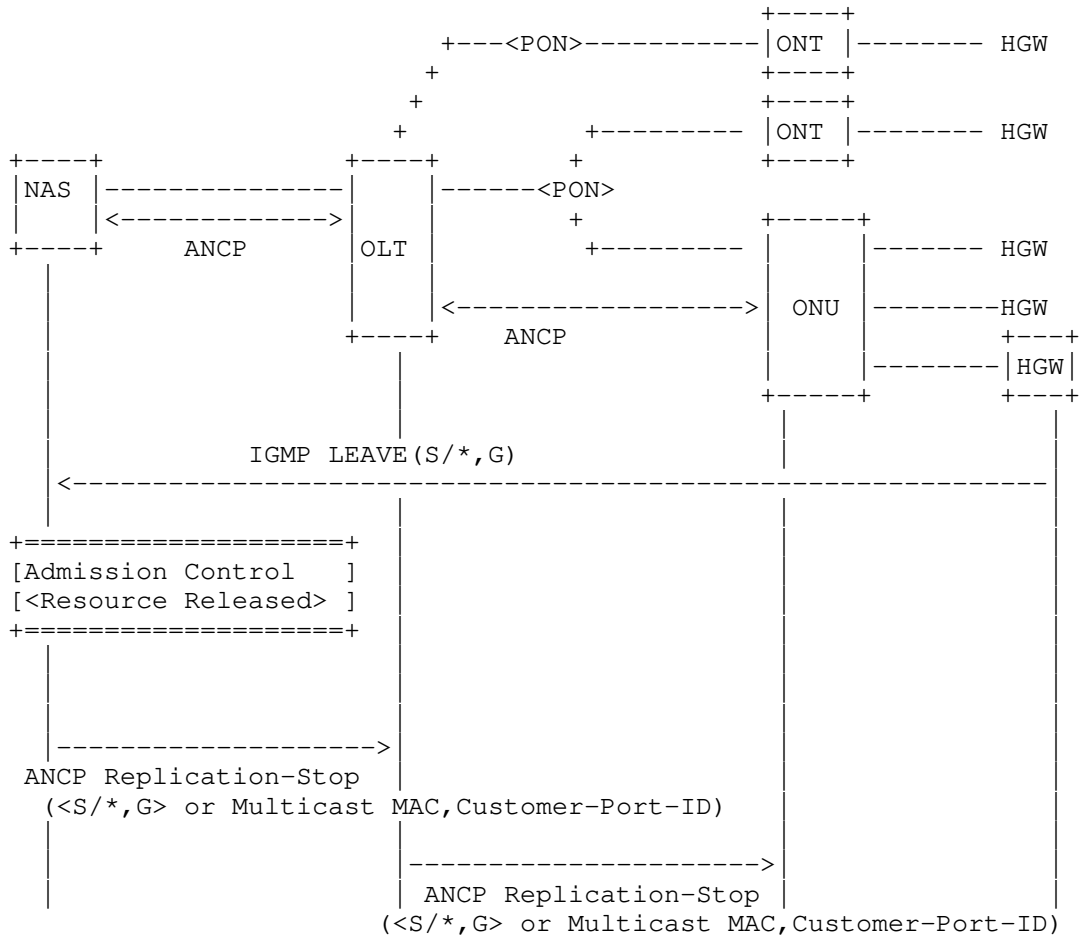 +-----+
+---<PON>-----------|ONT |-------- HGW
+ +-----+
+ +-----+
+ +--------- |ONT |-------- HGW
+----+ +----+ + +-----+
|NAS |---------------| |------<PON>
| |<------------->| | + +-----+
+----+ ANCP |OLT | +--------- | |------- HGW
| | | | |
| | |<------------------>| ONU |--------HGW
| +----+ ANCP | | +---+
| | | |--------|HGW|
| | +-----+ +---+
| | | |
| IGMP LEAVE(S/*,G) | |
|<-------------------------------------------------------------|
| | | |
+====================+ | | |
[Admission Control ] | | |
[<Resource Released> ] | | |
+====================+ | | |
| | | |
| | | |
| | | |
|-------------------->| | |
ANCP Replication-Stop | |
(<S/*,G> or Multicast MAC,Customer-Port-ID) | |
| | | |
| |---------------------->| |
| | ANCP Replication-Stop | |
(<S/*,G> or Multicast MAC,Customer-Port-ID)